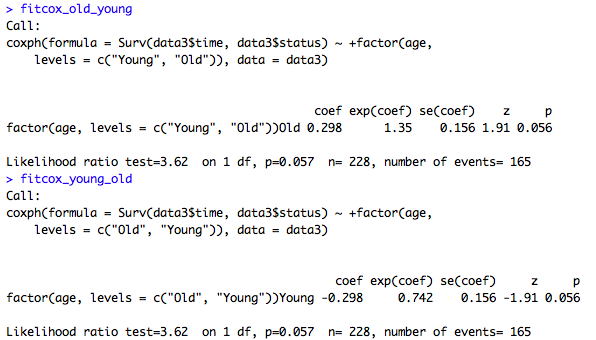 > fitcox_old_young
Call:
coxph(formula = Surv(data3$time, data3$status) ~ +factor(age,
    levels = c("Young", "Old")), data = data3)
                                          coef exp(coef) se(coef)    z     p
factor(age, levels = c("Young", "Old"))Old 0.298      1.35    0.156 1.91 0.056
Likelihood ratio test=3.62  on 1 df, p=0.057  n= 228, number of events= 165
> fitcox_young_old
Call:
coxph(formula = Surv(data3$time, data3$status) ~ +factor(age,
    levels = c("Old", "Young")), data = data3)
                                             coef exp(coef) se(coef)     z     p
factor(age, levels = c("Old", "Young"))Young -0.298     0.742    0.156 -1.91 0.056
Likelihood ratio test=3.62  on 1 df, p=0.057  n= 228, number of events= 165